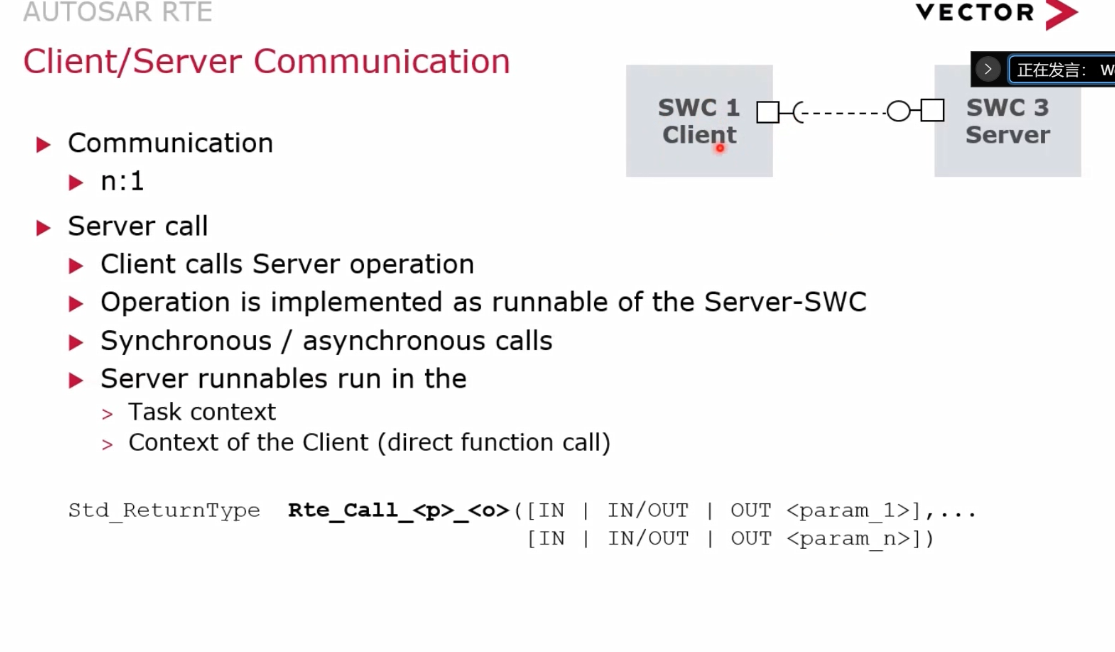 AUTOSAR RTE
VECTOR
Client/Server Communication
正在发言: W
SWC 1
Client
SWC 3
Server
Communication
n:1
Server call
Client calls Server operation
Operation is implemented as runnable of the Server-SWC
Synchronous / asynchronous calls
Server runnables run in the
> Task context
> Context of the Client (direct function call)
Std_ReturnType Rte_Call_<p>_<o>([IN | IN/OUT | OUT <param_1>],...
[IN | IN/OUT | OUT <param_n>])